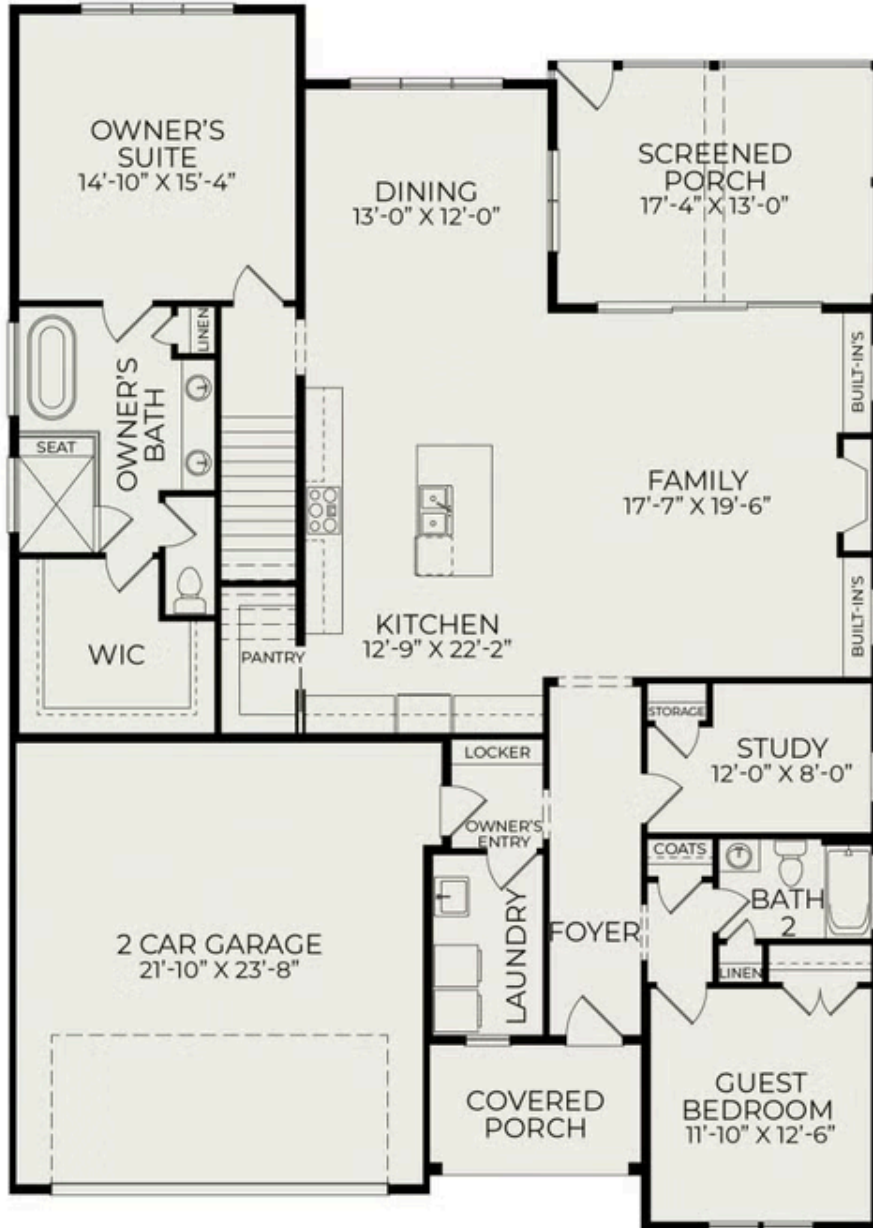 OWNER'S
SUITE
14'-10" X 15'-4"
DINING
13'-0" X 12'-0"
SCREENED
PORCH
17'-4" X 13'-0"
LINEN
OWNER'S
BATH
SEAT
BUILT-IN'S
FAMILY
17'-7" X 19'-6"
KITCHEN
12'-9" X 22'-2"
BUILT-IN'S
WIC
PANTRY
STORAGE
STUDY
12'-0" X 8'-0"
LOCKER
OWNER'S
ENTRY
COATS
BATH
2
2 CAR GARAGE
21'-10" X 23'-8"
LAUNDRY
FOYER
LINEN
COVERED
PORCH
GUEST
BEDROOM
11'-10" X 12'-6"